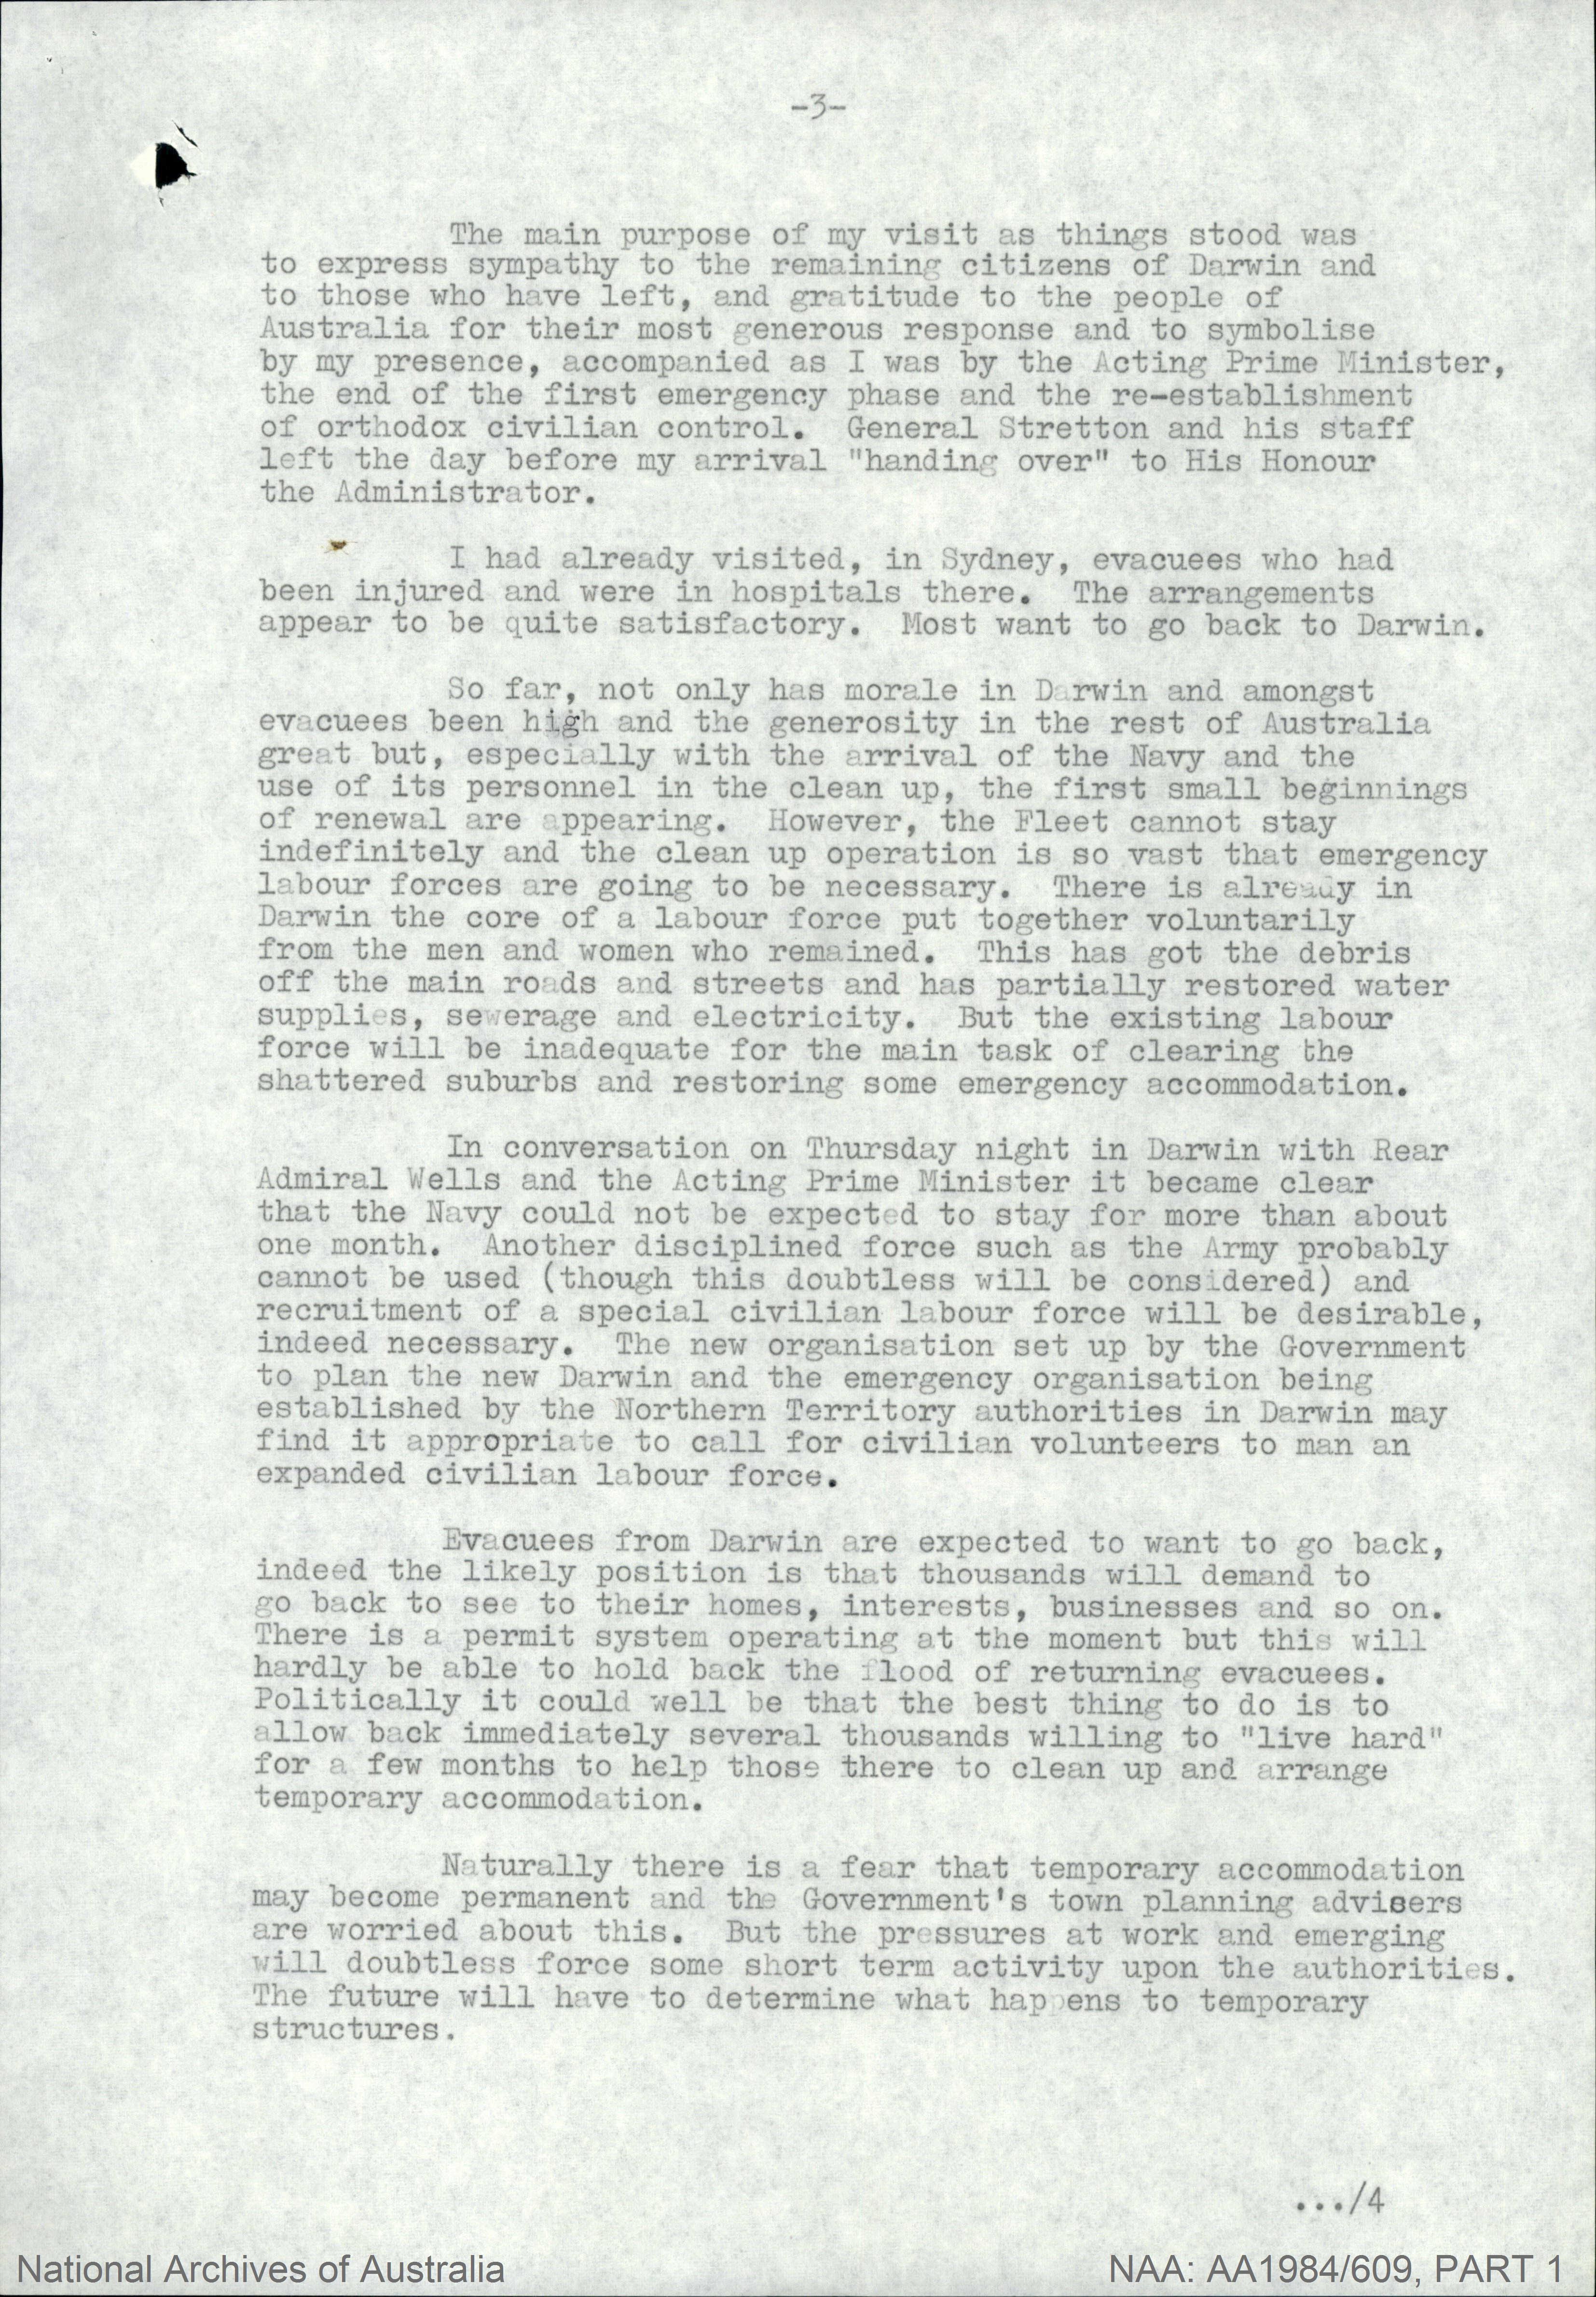 -3-
The main purpose of my visit as things stood was
to express sympathy to the remaining citizens of Darwin and
to those who have left, and gratitude to the people of
Australia for their most generous response and to symbolise
by my presence, accompanied as I was by the Acting Prime Minister,
the end of the first emergency phase and the re-establishment
of orthodox civilian control. General Stretton and his staff
left the day before my arrival "handing over" to His Honour
the Administrator.
I had already visited, in Sydney, evacuees who had
been injured and were in hospitals there. The arrangements
appear to be quite satisfactory. Most want to go back to Darwin.
So far, not only has morale in Darwin and amongst
evacuees been high and the generosity in the rest of Australia
great but, especially with the arrival of the Navy and the
use of its personnel in the clean up, the first small beginnings
of renewal are appearing. However, the Fleet cannot stay
indefinitely and the clean up operation is so vast that emergency
labour forces are going to be necessary. There is already in
Darwin the core of a labour force put together voluntarily
from the men and women who remained. This has got the debris
off the main roads and streets and has partially restored water
supplies, sewerage and electricity. But the existing labour
force will be inadequate for the main task of clearing the
shattered suburbs and restoring some emergency accommodation.
In conversation on Thursday night in Darwin with Rear
Admiral Wells and the Acting Prime Minister it became clear
that the Navy could not be expected to stay for more than about
one month. Another disciplined force such as the Army probably
cannot be used (though this doubtless will be considered) and
recruitment of a special civilian labour force will be desirable,
indeed necessary. The new organisation set up by the Government
to plan the new Darwin and the emergency organisation being
established by the Northern Territory authorities in Darwin may
find it appropriate to call for civilian volunteers to man an
expanded civilian labour force.
Evacuees from Darwin are expected to want to go back,
indeed the likely position is that thousands will demand to
go back to see to their homes, interests, businesses and so on.
There is a permit system operating at the moment but this will
hardly be able to hold back the flood of returning evacuees.
Politically it could well be that the best thing to do is to
allow back immediately several thousands willing to "live hard"
for a few months to help those there to clean up and arrange
temporary accommodation.
Naturally there is a fear that temporary accommodation
may become permanent and the Government's town planning advisers
are worried about this. But the pressures at work and emerging
will doubtless force some short term activity upon the authorities.
The future will have to determine what happens to temporary
structures.
.../4
National Archives of Australia
NAA: AA1984/609, PART 1